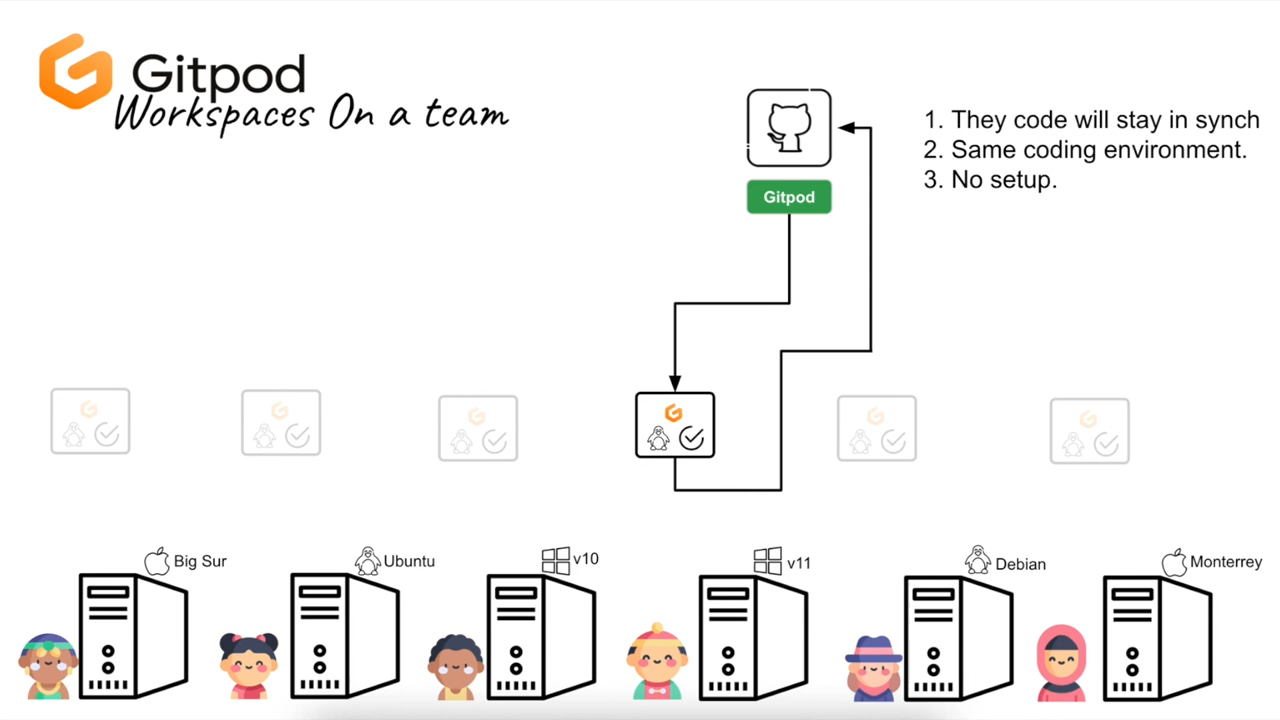 Gitpod
Workspaces On a team
1. They code will stay in synch
2. Same coding environment.
3. No setup.
Gitpod
Big Sur
Ubuntu
v10
v11
Debian
Monterrey